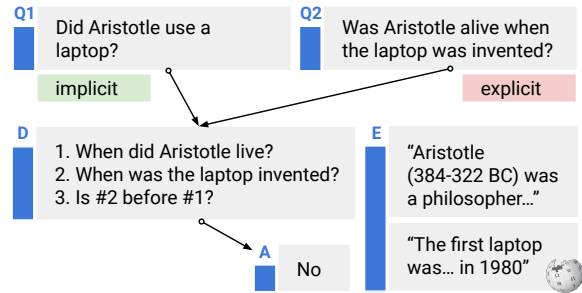 Q1
Did Aristotle use a
laptop?
implicit
Q2
Was Aristotle alive when
the laptop was invented?
explicit
D
1. When did Aristotle live?
2. When was the laptop invented?
3. Is #2 before #1?
A
No
E
“Aristotle
(384-322 BC) was
a philosopher…”
“The first laptop
was… in 1980”